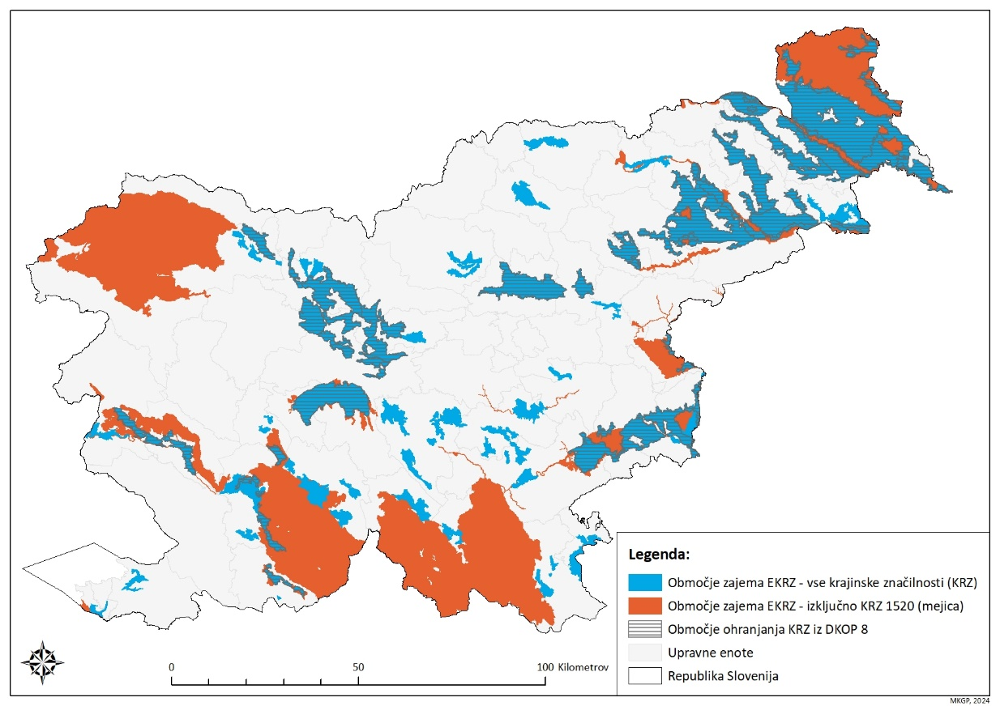 Legenda:
Območje zajema EKRZ - vse krajinske značilnosti (KRZ)
Območje zajema EKRZ - izključno KRZ 1520 (mejica)
Območje ohranjanja KRZ iz DKOP 8
Upravne enote
Republika Slovenija
0 50 100 Kilometrov
MKGP, 2024